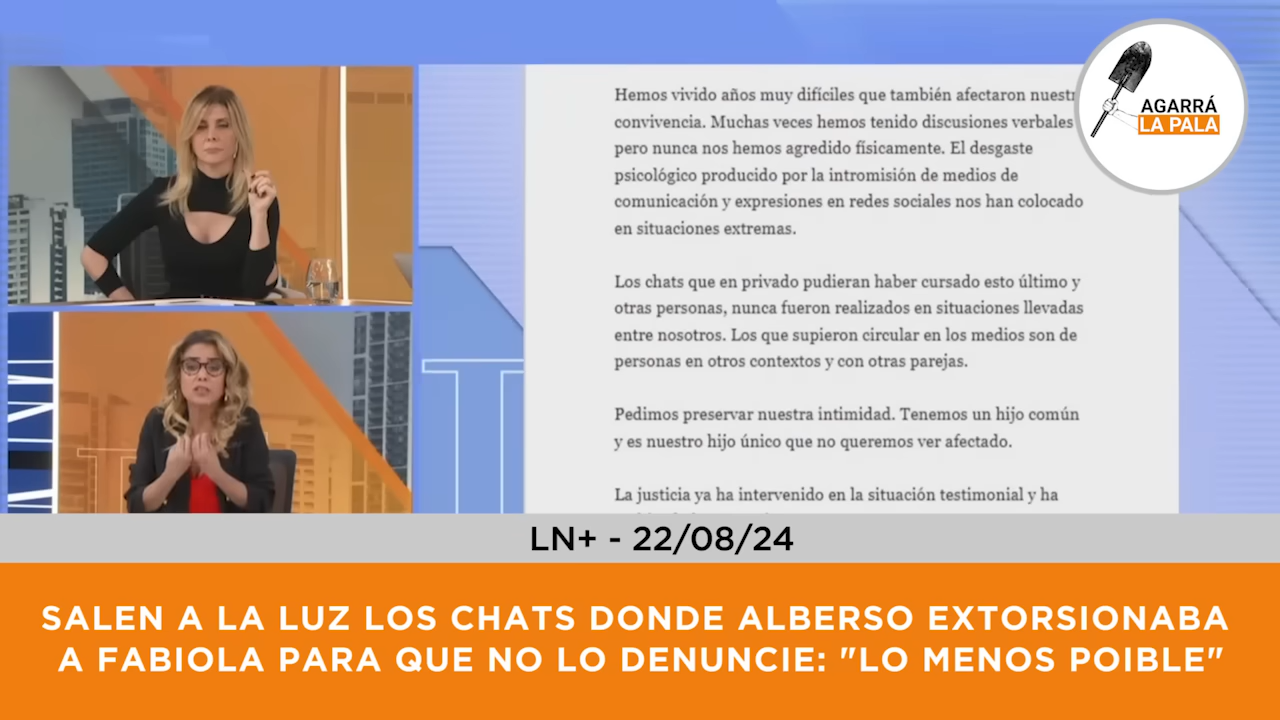 Hemos vivido años muy difíciles que también afectaron nuestr
convivencia. Muchas veces hemos tenido discusiones verbales
pero nunca nos hemos agredido físicamente. El desgaste
psicológico producido por la intromisión de medios de
comunicación y expresiones en redes sociales nos han colocado
en situaciones extremas.
Los chats que en privado pudieran haber cursado esto último y
otras personas, nunca fueron realizados en situaciones llevadas
entre nosotros. Los que supieron circular en los medios son de
personas en otros contextos y con otras parejas.
Pedimos preservar nuestra intimidad. Tenemos un hijo común
y es nuestro hijo único que no queremos ver afectado.
La justicia ya ha intervenido en la situación testimonial y ha
AGARRÁ
LA PALA
LN+ - 22/08/24
SALEN A LA LUZ LOS CHATS DONDE ALBERSO EXTORSIONABA
A FABIOLA PARA QUE NO LO DENUNCIE: "LO MENOS POIBLE"